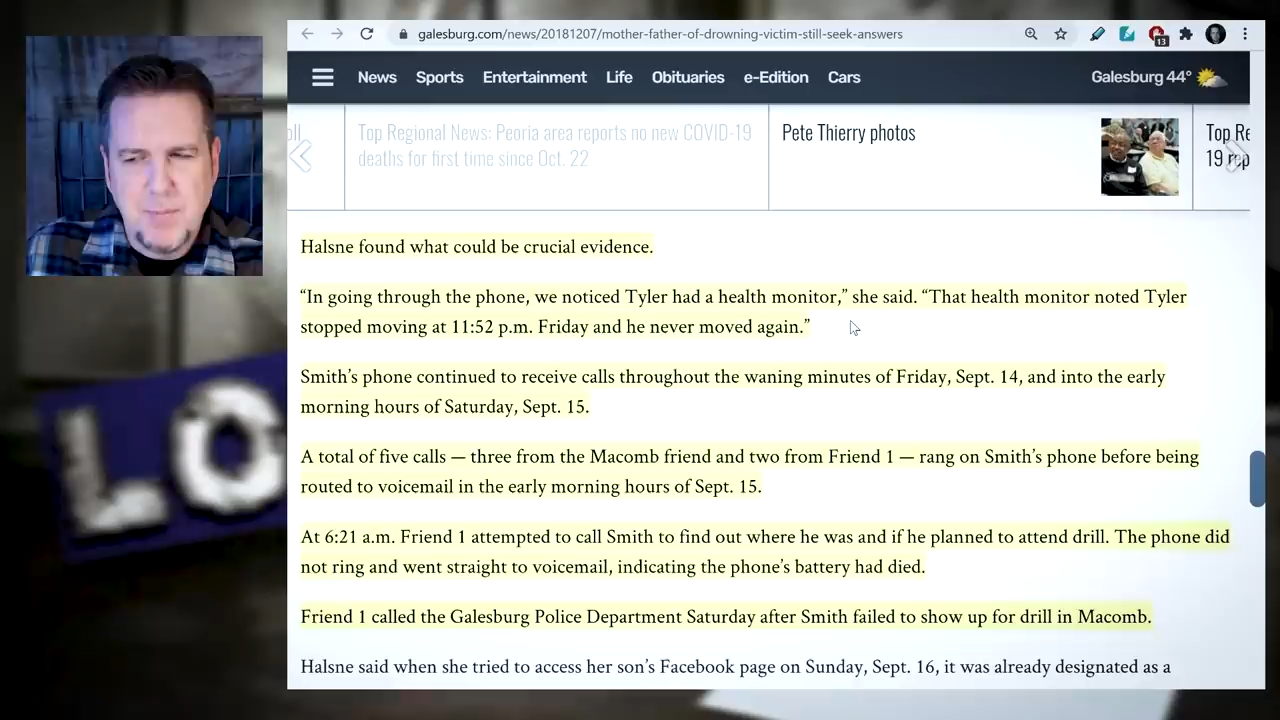 galesburg.com/news/20181207/mother-father-of-drowning-victim-still-seek-answers
13
News Sports Entertainment Life Obituaries e-Edition Cars Galesburg 44°
oll
Top Regional News: Peoria area reports no new COVID-19
deaths for first time since Oct. 22
Pete Thierry photos
Top Re
19 rep
Halsne found what could be crucial evidence.
“In going through the phone, we noticed Tyler had a health monitor,” she said. “That health monitor noted Tyler
stopped moving at 11:52 p.m. Friday and he never moved again.”
Smith’s phone continued to receive calls throughout the waning minutes of Friday, Sept. 14, and into the early
morning hours of Saturday, Sept. 15.
A total of five calls — three from the Macomb friend and two from Friend 1 — rang on Smith’s phone before being
routed to voicemail in the early morning hours of Sept. 15.
At 6:21 a.m. Friend 1 attempted to call Smith to find out where he was and if he planned to attend drill. The phone did
not ring and went straight to voicemail, indicating the phone’s battery had died.
Friend 1 called the Galesburg Police Department Saturday after Smith failed to show up for drill in Macomb.
Halsne said when she tried to access her son’s Facebook page on Sunday, Sept. 16, it was already designated as a
LO